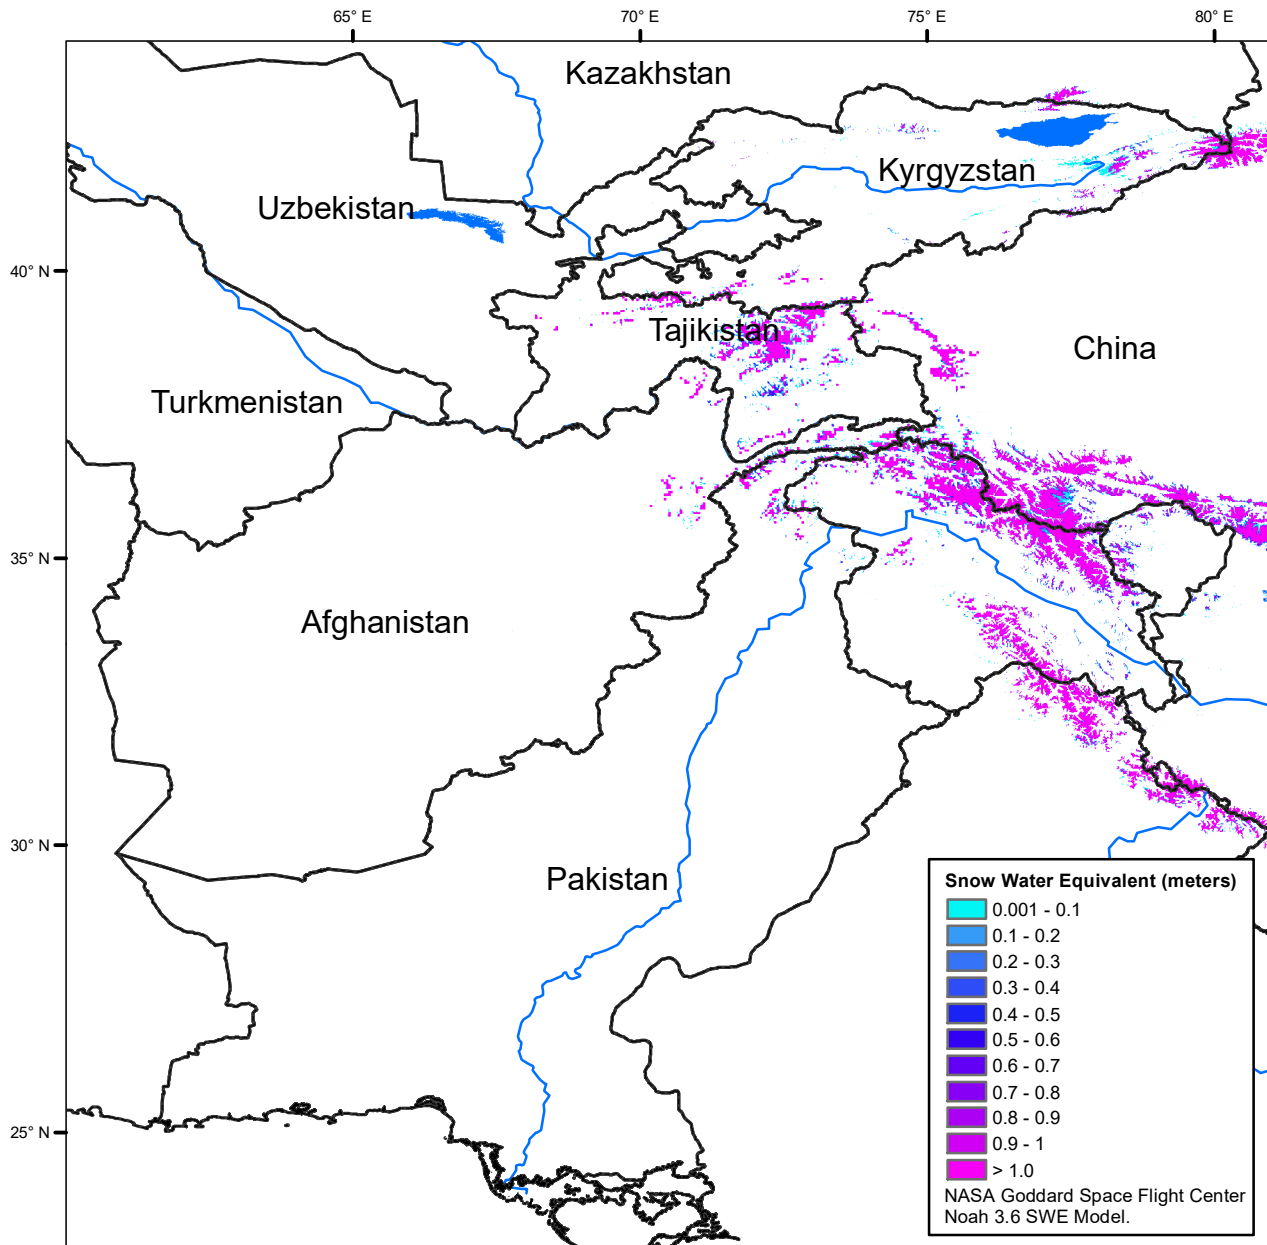 65° E
70° E
75° E
80° E
Kazakhstan
Kyrgyzstan
Uzbekistan
40° N
Tajikistan
China
Turkmenistan
35° N
Afghanistan
30° N
Pakistan
Snow Water Equivalent (meters)
0.001 - 0.1
0.1 - 0.2
0.2 - 0.3
0.3 - 0.4
0.4 - 0.5
0.5 - 0.6
0.6 - 0.7
0.7 - 0.8
0.8 - 0.9
0.9 - 1
> 1.0
25° N
NASA Goddard Space Flight Center
Noah 3.6 SWE Model.